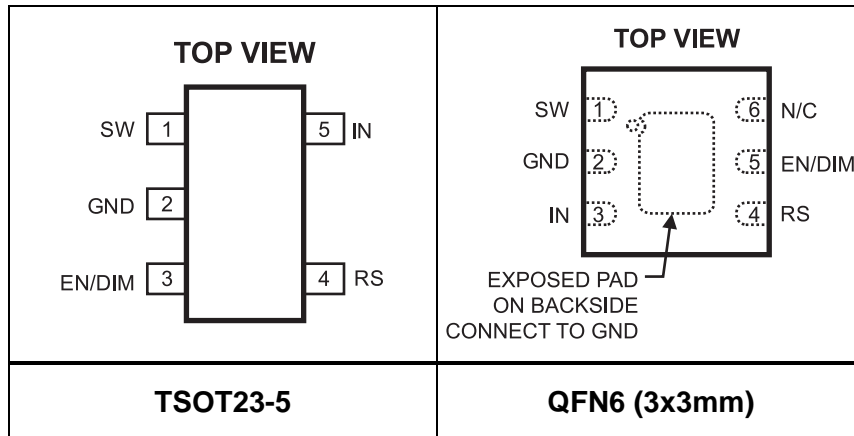 TOP VIEW
SW 1
5 IN
GND 2
EN/DIM 3
4 RS
TSOT23-5
TOP VIEW
SW 1
6 N/C
GND 2
5 EN/DIM
IN 3
4 RS
EXPOSED PAD
ON BACKSIDE
CONNECT TO GND
QFN6 (3x3mm)